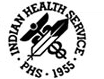 INDIAN HEALTH SERVICE
PHS - 1955